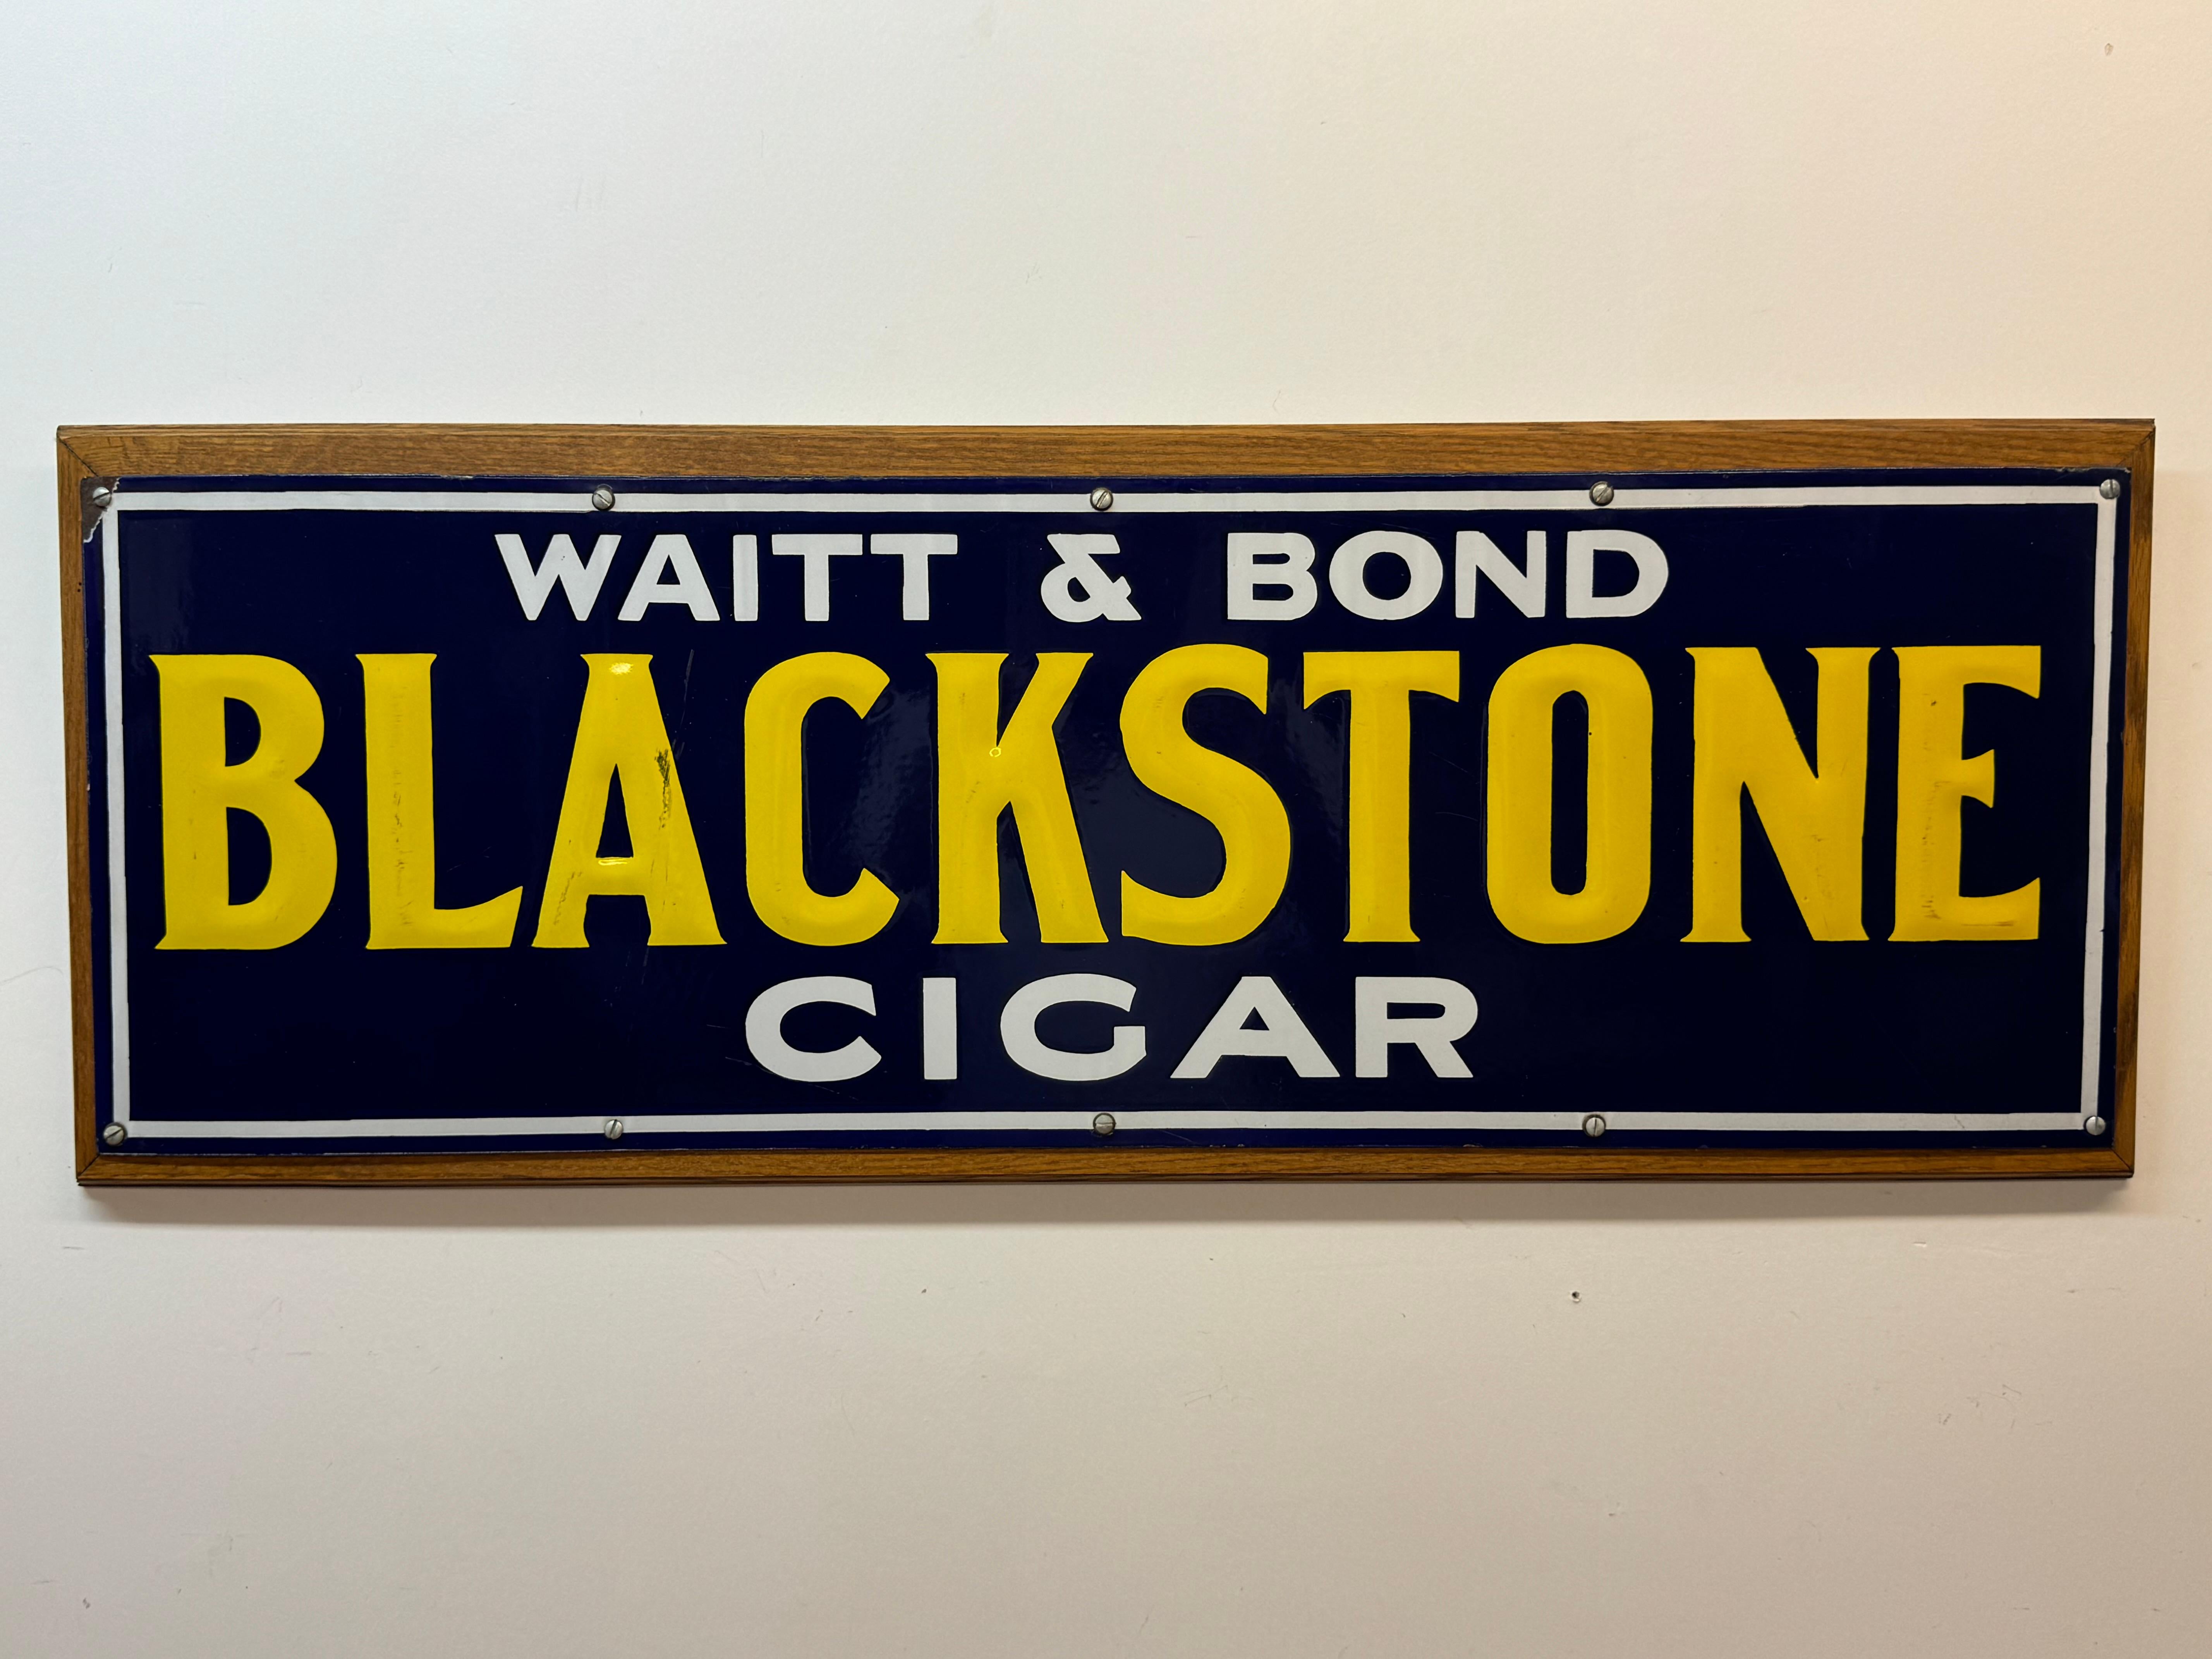 WAITT & BOND
BLACKSTONE
CIGAR